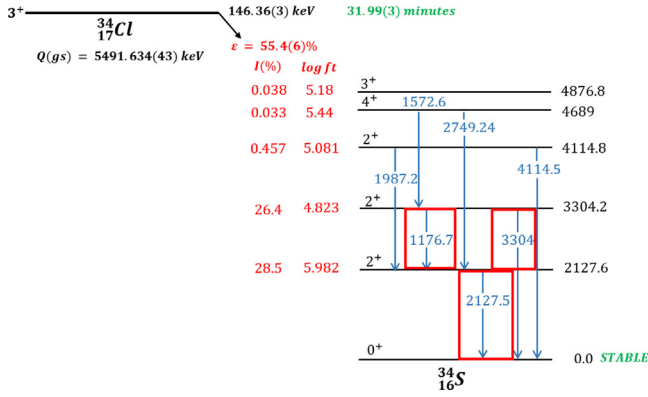 3+ 146.36(3) keV 31.99(3) minutes
34 17 Cl
Q(gs) = 5491.634(43) keV
ε = 55.4(6)%
I(%) log ft
0.038 5.18 3+ 4876.8
0.033 5.44 4+ 1572.6 4689
2749.24
0.457 5.081 2+ 4114.8
1987.2 4114.5
26.4 4.823 2+ 3304.2
1176.7 3304
28.5 5.982 2+ 2127.6
2127.5
0+ 0.0 STABLE
34 16 S